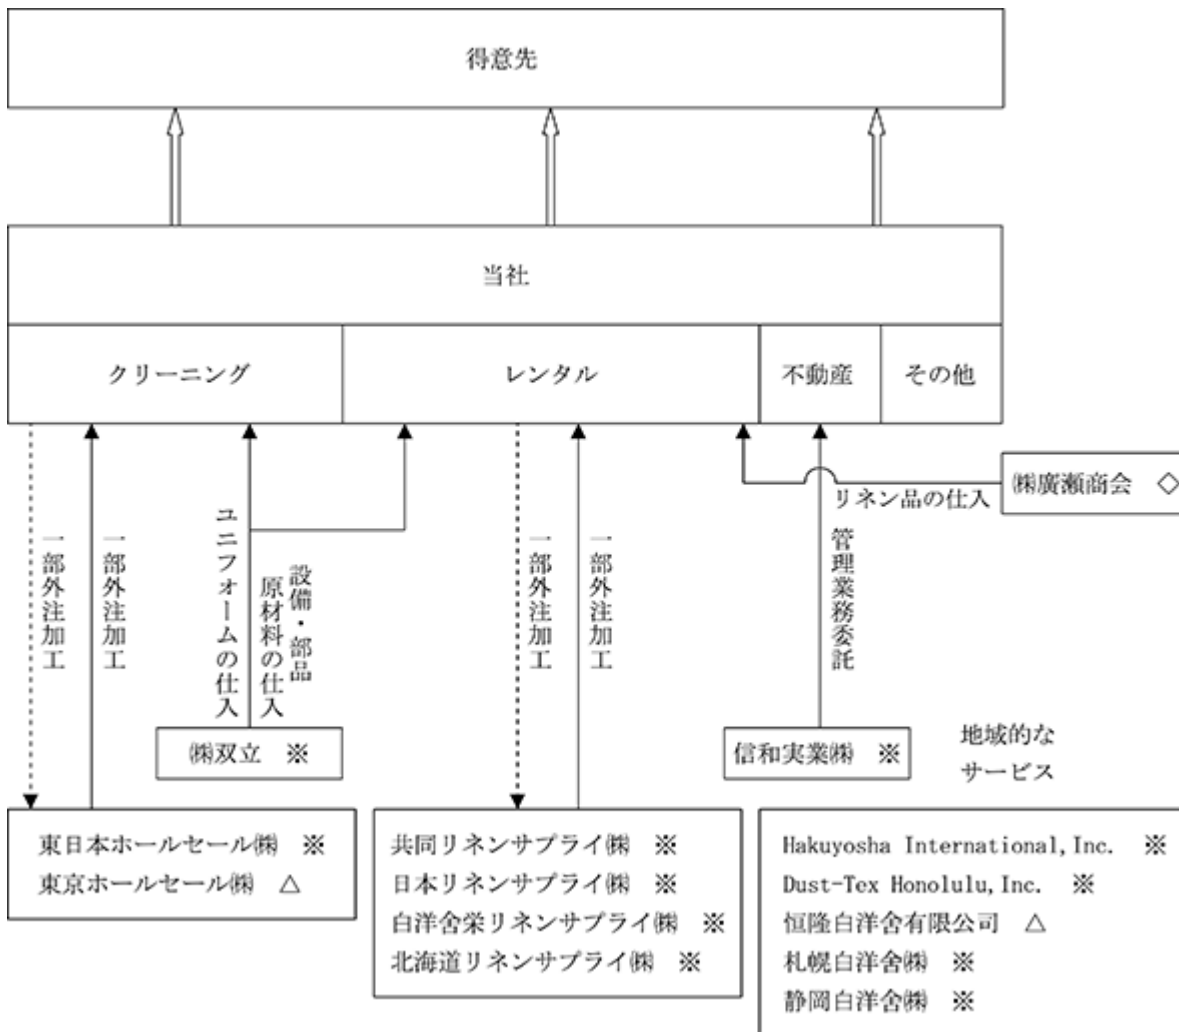 得意先
当社
クリーニング
レンタル
不動産
その他
㈱廣瀬商会　◇
リネン品の仕入
一部外注加工
一部外注加工
ユニフォームの仕入
設備・部品
原材料の仕入
一部外注加工
一部外注加工
管理業務委託
㈱双立　※
信和実業㈱　※
地域的な
サービス
東日本ホールセール㈱　※
東京ホールセール㈱　△
共同リネンサプライ㈱　※
日本リネンサプライ㈱　※
白洋舍栄リネンサプライ㈱　※
北海道リネンサプライ㈱　※
Hakuyosha International,Inc.　※
Dust-Tex Honolulu,Inc.　※
恒隆白洋舍有限公司　△
札幌白洋舍㈱　※
静岡白洋舍㈱　※